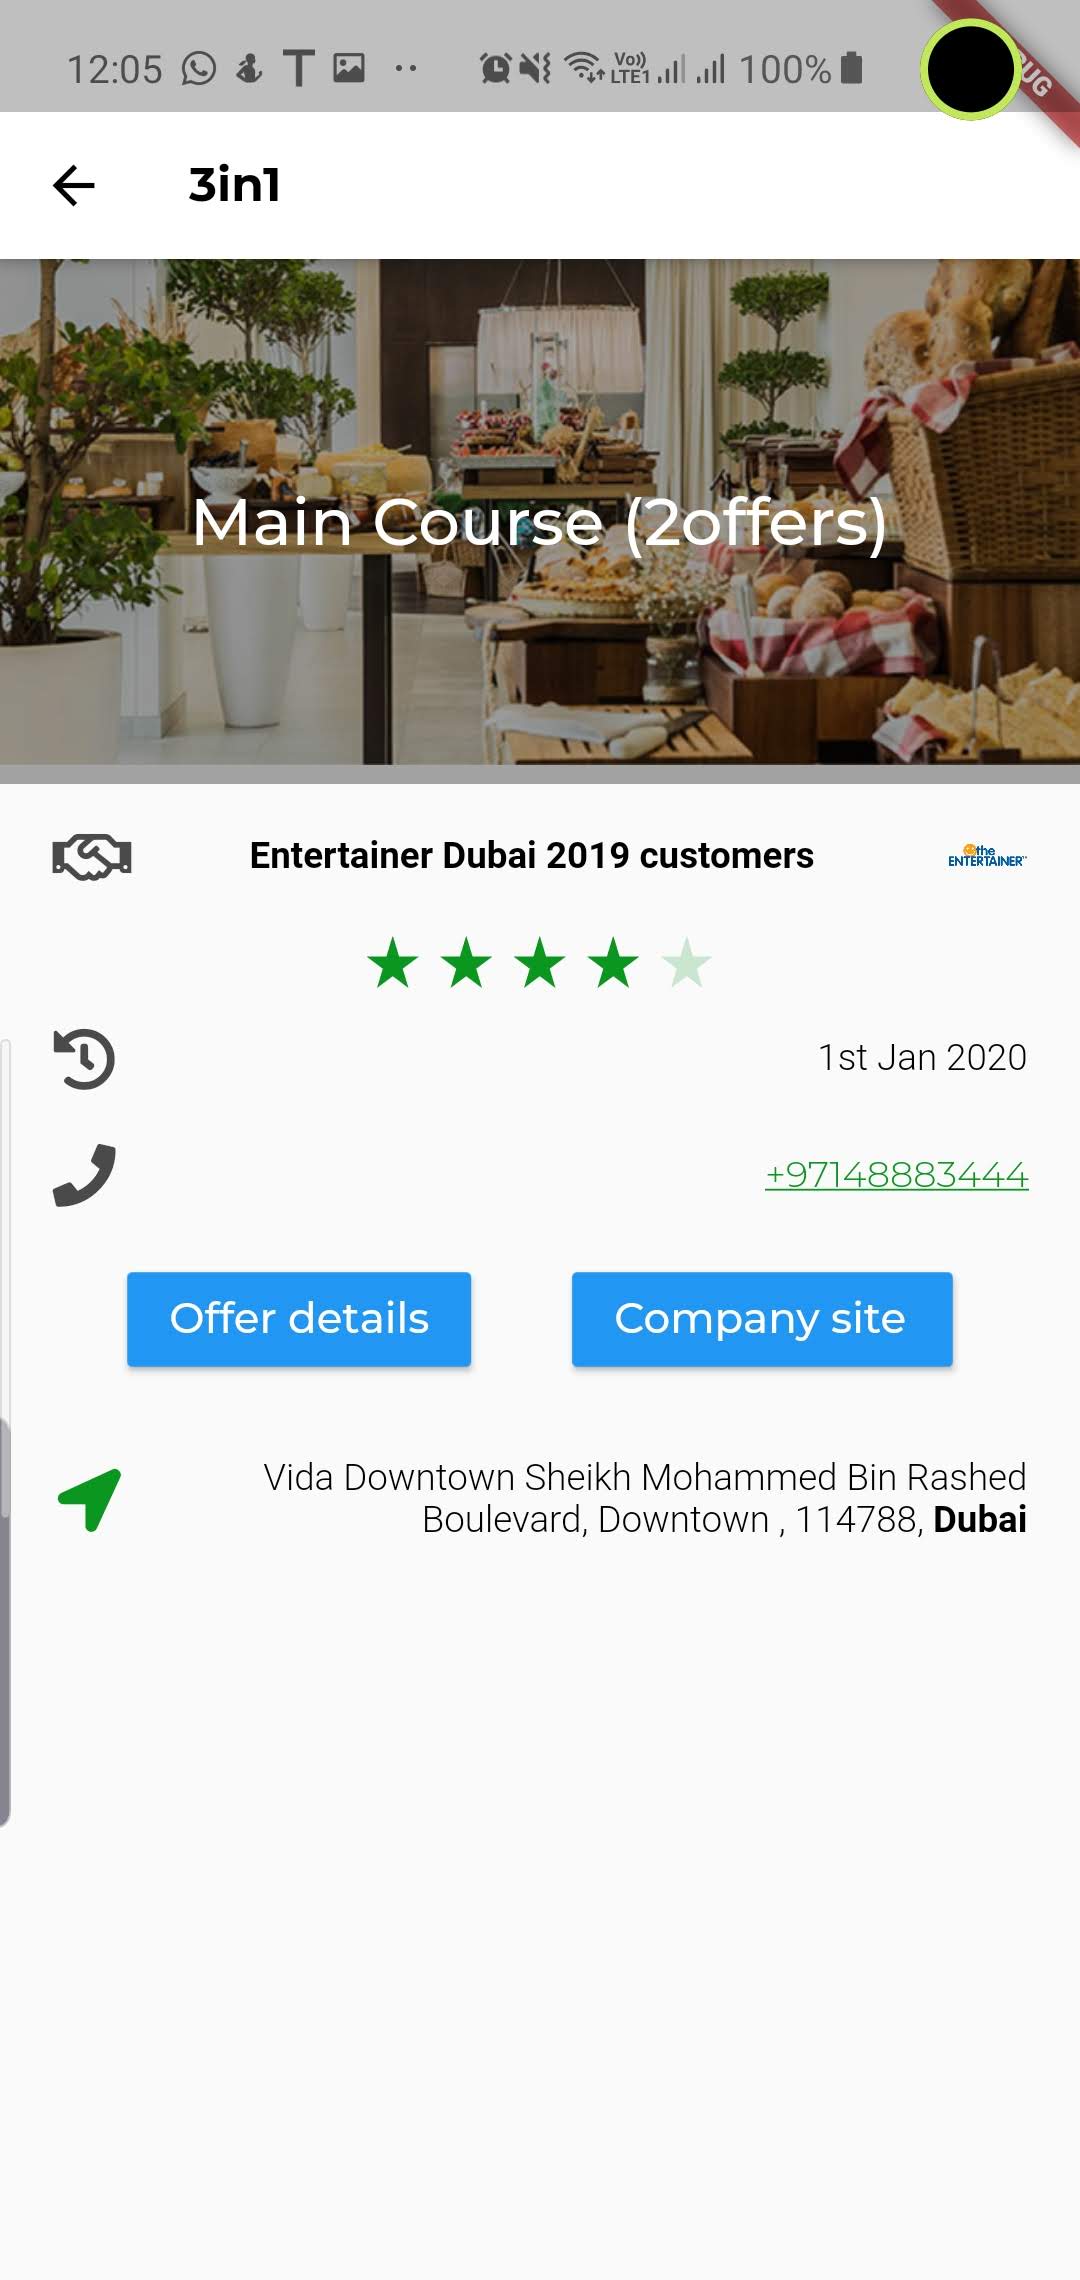 12:05 T Vo)) LTE1 100%
UG
3in1
Main Course (2offers)
Entertainer Dubai 2019 customers
the ENTERTAINER
1st Jan 2020
+97148883444
Offer details
Company site
Vida Downtown Sheikh Mohammed Bin Rashed
Boulevard, Downtown , 114788, Dubai